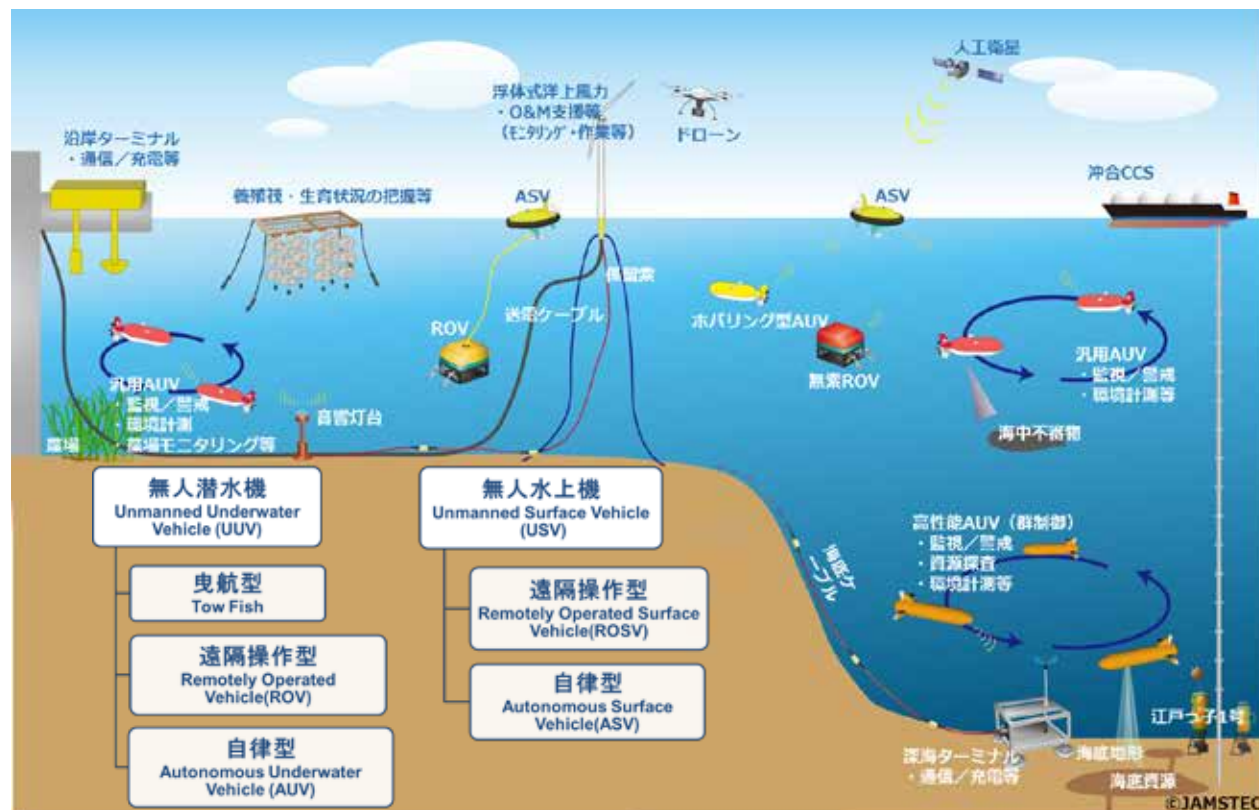 人工衛星
浮体式洋上風力
・O&M支援等
(ﾓﾆﾀﾘﾝｸﾞ・作業等)
ドローン
沿岸ターミナル
・通信／充電等
養殖筏・生育状況の把握等
ASV
ASV
沖合CCS
係留索
送電ケーブル
ROV
ホバリング型AUV
無索ROV
汎用AUV
・監視／警戒
・環境計測
・藻場モニタリング等
藻場
音響灯台
汎用AUV
・監視／警戒
・環境計測等
海中不審物
無人潜水機
Unmanned Underwater
Vehicle (UUV)
曳航型
Tow Fish
遠隔操作型
Remotely Operated
Vehicle(ROV)
自律型
Autonomous Underwater
Vehicle (AUV)
無人水上機
Unmanned Surface Vehicle
(USV)
遠隔操作型
Remotely Operated Surface
Vehicle(ROSV)
自律型
Autonomous Surface
Vehicle(ASV)
海底ケ
ーブル
高性能AUV（群制御）
・監視／警戒
・資源探査
・環境計測等
江戸っ子1号
深海ターミナル
・通信／充電等
海底地形
海底資源
©JAMSTEC